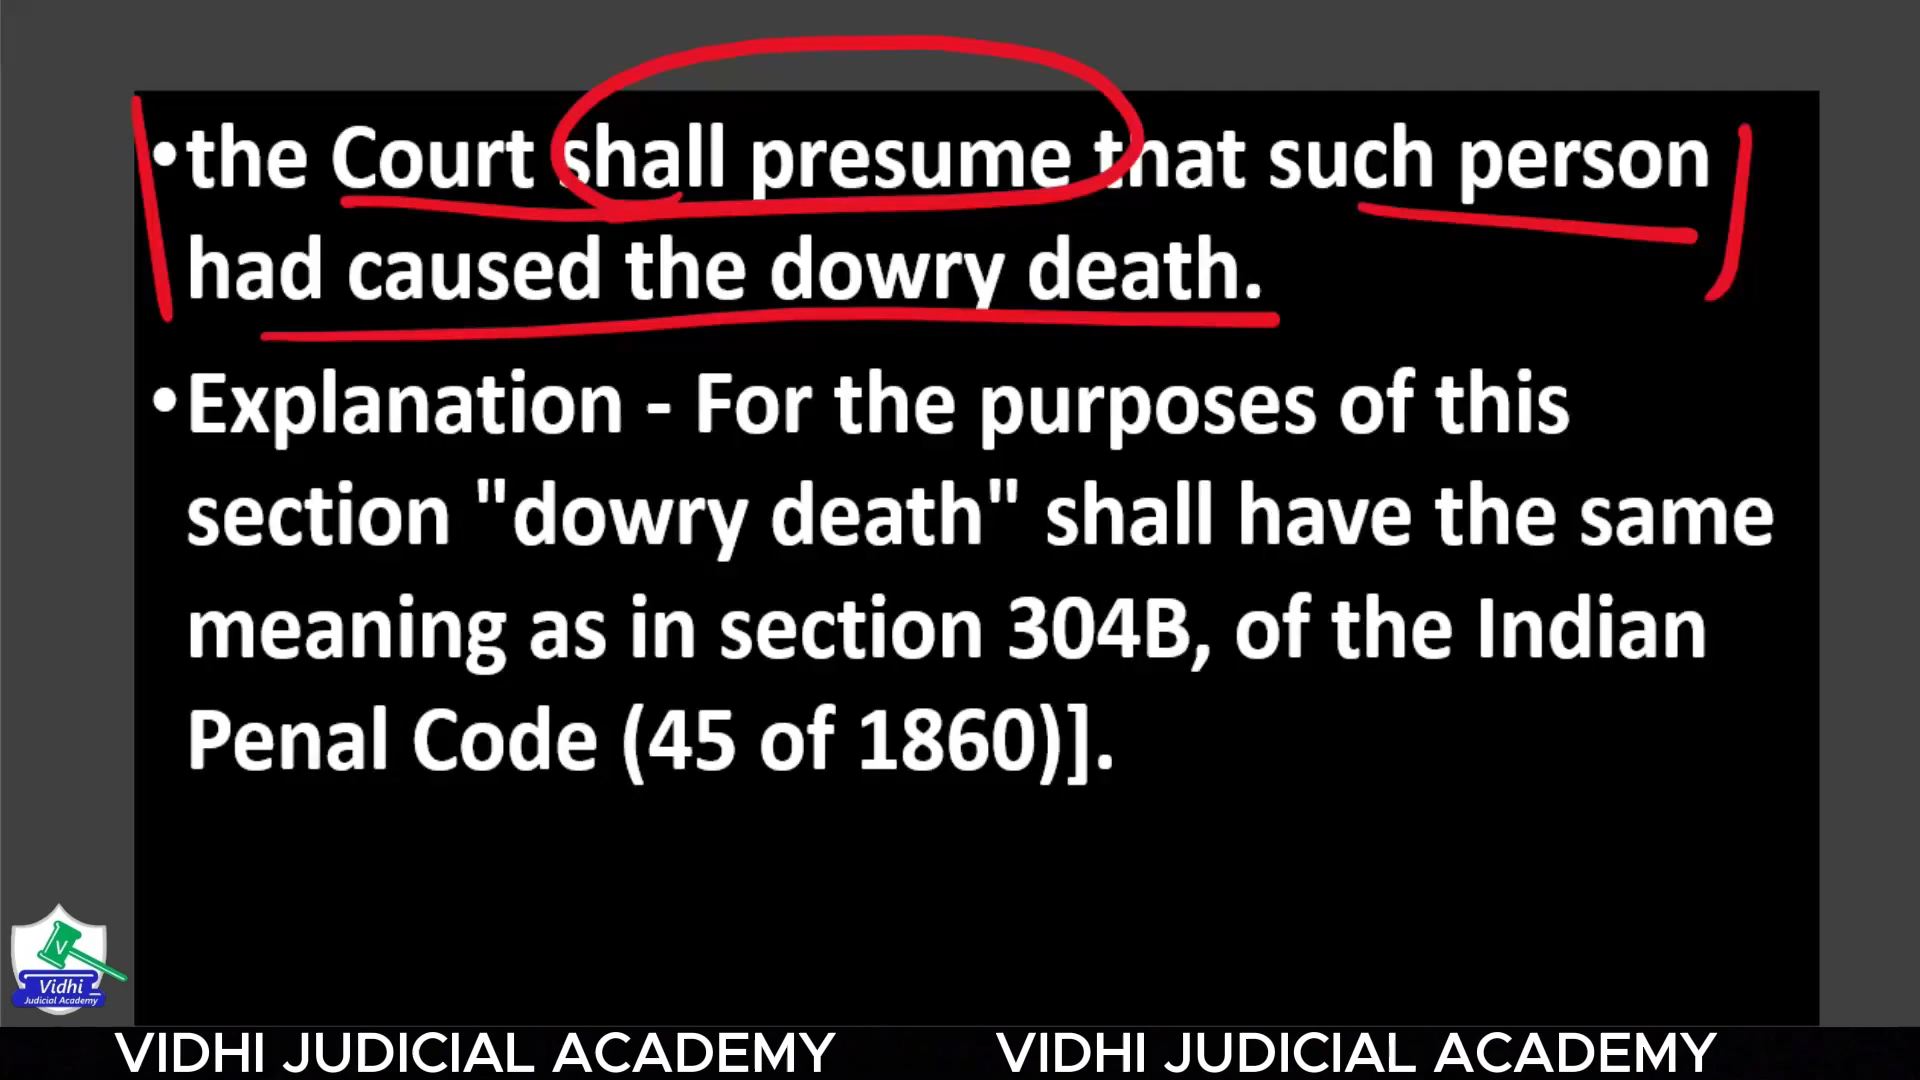 •the Court shall presume that such person
had caused the dowry death.
•Explanation - For the purposes of this
section "dowry death" shall have the same
meaning as in section 304B, of the Indian
Penal Code (45 of 1860)].
V
Vidhi
Judicial Academy
VIDHI JUDICIAL ACADEMY VIDHI JUDICIAL ACADEMY